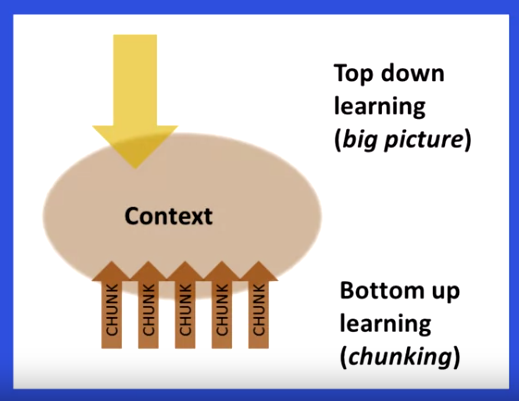 Top down
learning
(big picture)
Context
CHUNK
CHUNK
CHUNK
CHUNK
CHUNK
Bottom up
learning
(chunking)